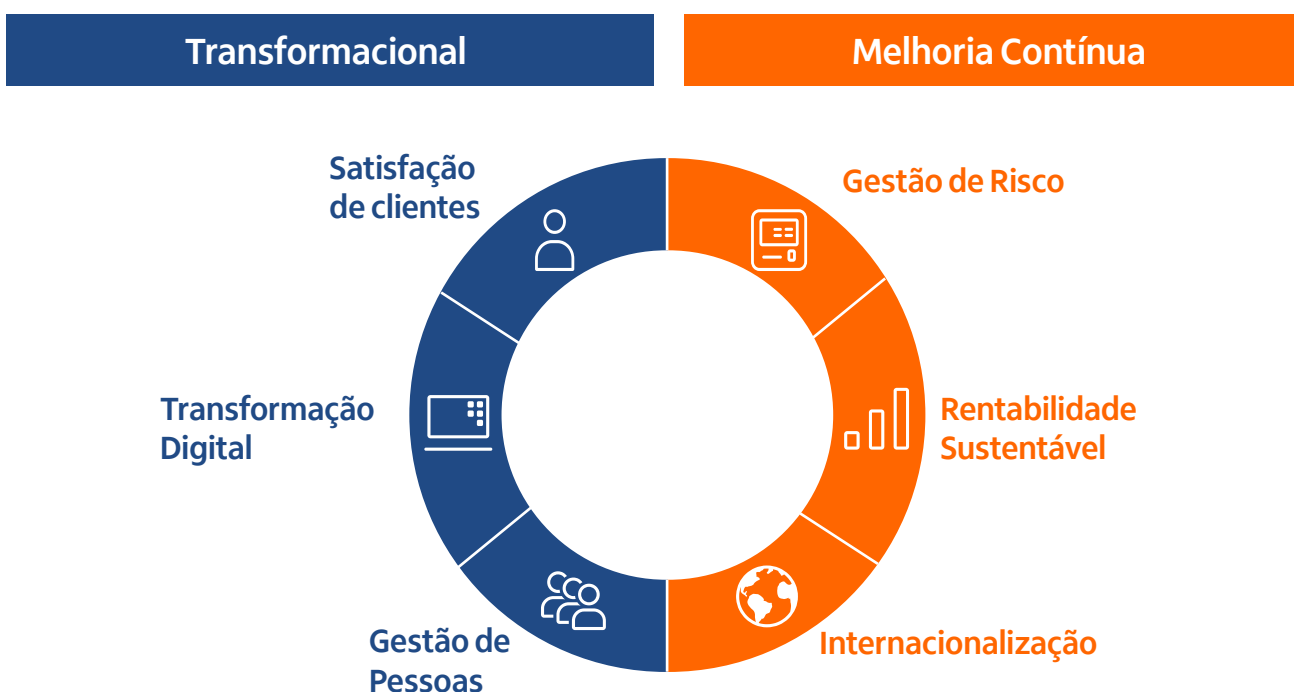 Transformacional
Melhoria Contínua
Satisfação
de clientes
Gestão de Risco
Transformação
Digital
Rentabilidade
Sustentável
Gestão de
Pessoas
Internacionalização